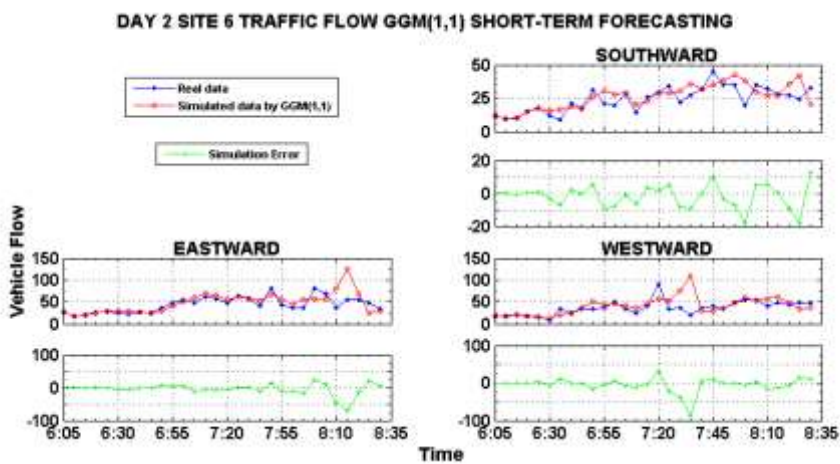 DAY 2 SITE 6 TRAFFIC FLOW GGM(1,1) SHORT-TERM FORECASTING
Real data
Simulated data by GGM(1,1)
Simulation Error
SOUTHWARD
50
25
0
20
0
-20
Vehicle Flow
EASTWARD
150
100
50
0
100
0
-100
6:05 6:30 6:55 7:20 7:55 8:10 8:35
WESTWARD
150
100
50
0
100
0
-100
6:05 6:30 6:55 7:20 7:45 8:10 8:35
Time